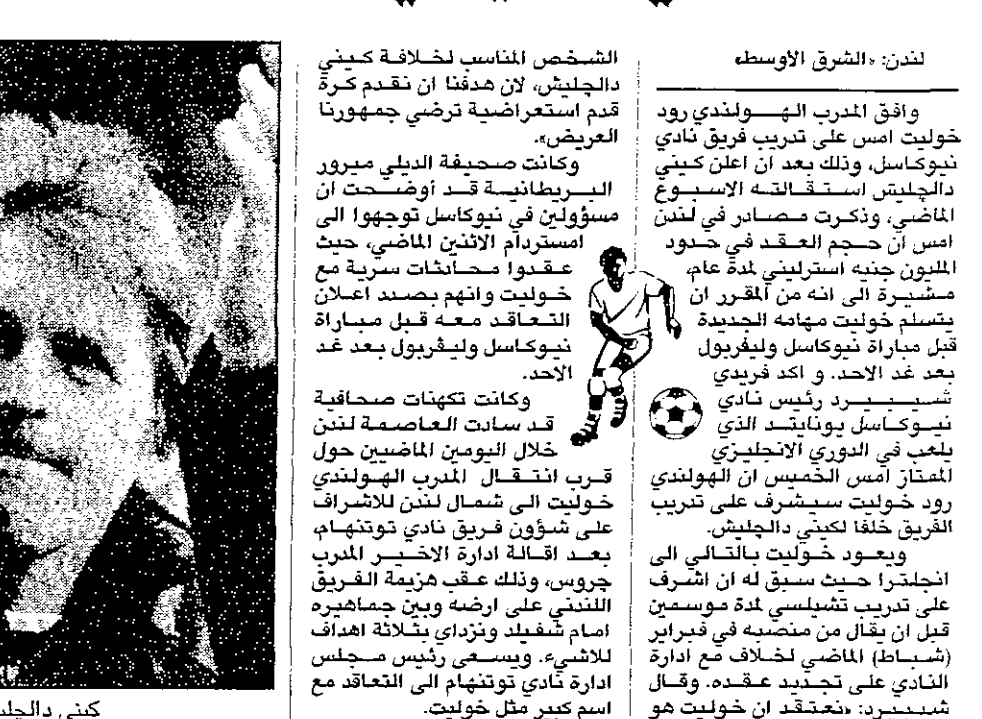 لندن: «الشرق الأوسط»
وافق المدرب الهولندي رود
خوليت امس على تدريب فريق نادي
نيوكاسل، وذلك بعد ان اعلن كيني
دالجليش استقالته الاسبوع
الماضي، وذكرت مصادر في لندن
امس ان حجم العقد في حدود
المليون جنيه استرليني لمدة عام،
مشيرة الى انه من المقرر ان
يتسلم خوليت مهامه الجديدة
قبل مباراة نيوكاسل وليفربول
بعد غد الاحد. و اكد فريدي
شيبيرد رئيس نادي
نيوكاسل يونايتد الذي
يلعب في الدوري الانجليزي
الممتاز امس الخميس ان الهولندي
رود خوليت سيشرف على تدريب
الفريق خلفا لكيني دالجليش.
ويعود خوليت بالتالي الى
انجلترا حيث سبق له ان اشرف
على تدريب تشيلسي لمدة موسمين
قبل ان يقال من منصبه في فبراير
(شباط) الماضي لخلاف مع ادارة
النادي على تجديد عقده. وقال
شيبيرد: «نعتقد ان خوليت هو
الشخص المناسب لخلافة كيني
دالجليش، لان هدفنا ان نقدم كرة
قدم استعراضية ترضي جمهورنا
العريض».
وكانت صحيفة الديلي ميرور
البريطانية قد أوضحت ان
مسؤولين في نيوكاسل توجهوا الى
امستردام الاثنين الماضي، حيث
عقدوا محادثات سرية مع
خوليت وانهم بصدد اعلان
التعاقد معه قبل مباراة
نيوكاسل وليڤربول بعد غد
الاحد.
وكانت تكهنات صحافية
قد سادت العاصمة لندن
خلال اليومين الماضيين حول
قرب انتقال المدرب الهولندي
خوليت الى شمال لندن للاشراف
على شؤون فريق نادي توتنهام،
بعد اقالة ادارة الاخير المدرب
جروس، وذلك عقب هزيمة الفريق
اللندني على ارضه وبين جماهيره
امام شفيلد ونزداي بثلاثة اهداف
للاشيء. ويسعى رئيس مجلس
ادارة نادي توتنهام الى التعاقد مع
اسم كبير مثل خوليت.
كيني